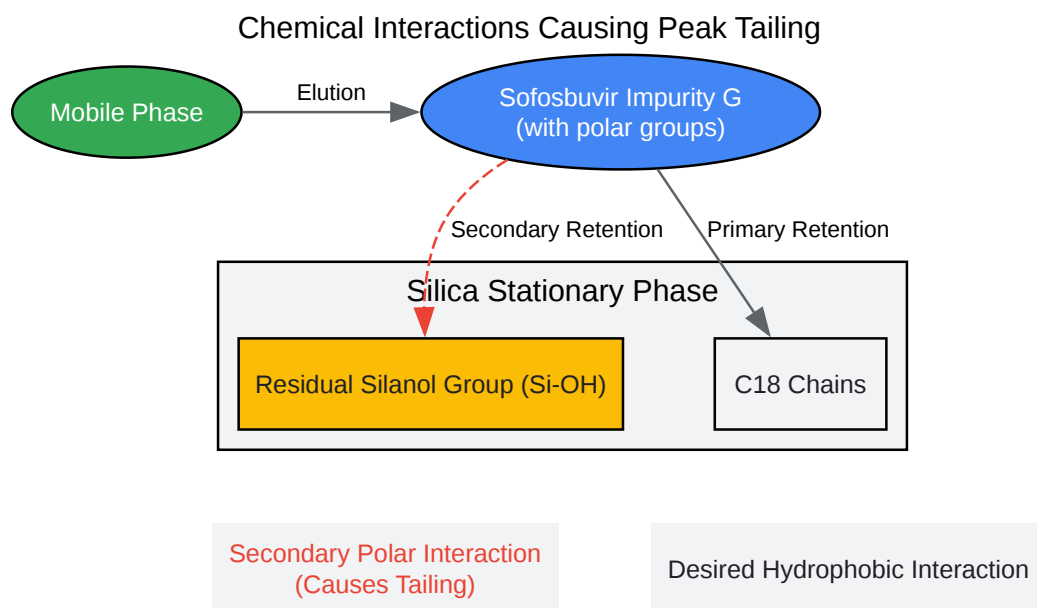 Chemical Interactions Causing Peak Tailing
Mobile Phase
Elution
Sofosbuvir Impurity G
(with polar groups)
Secondary Retention
Primary Retention
Silica Stationary Phase
Residual Silanol Group (Si-OH)
C18 Chains
Secondary Polar Interaction
(Causes Tailing)
Desired Hydrophobic Interaction